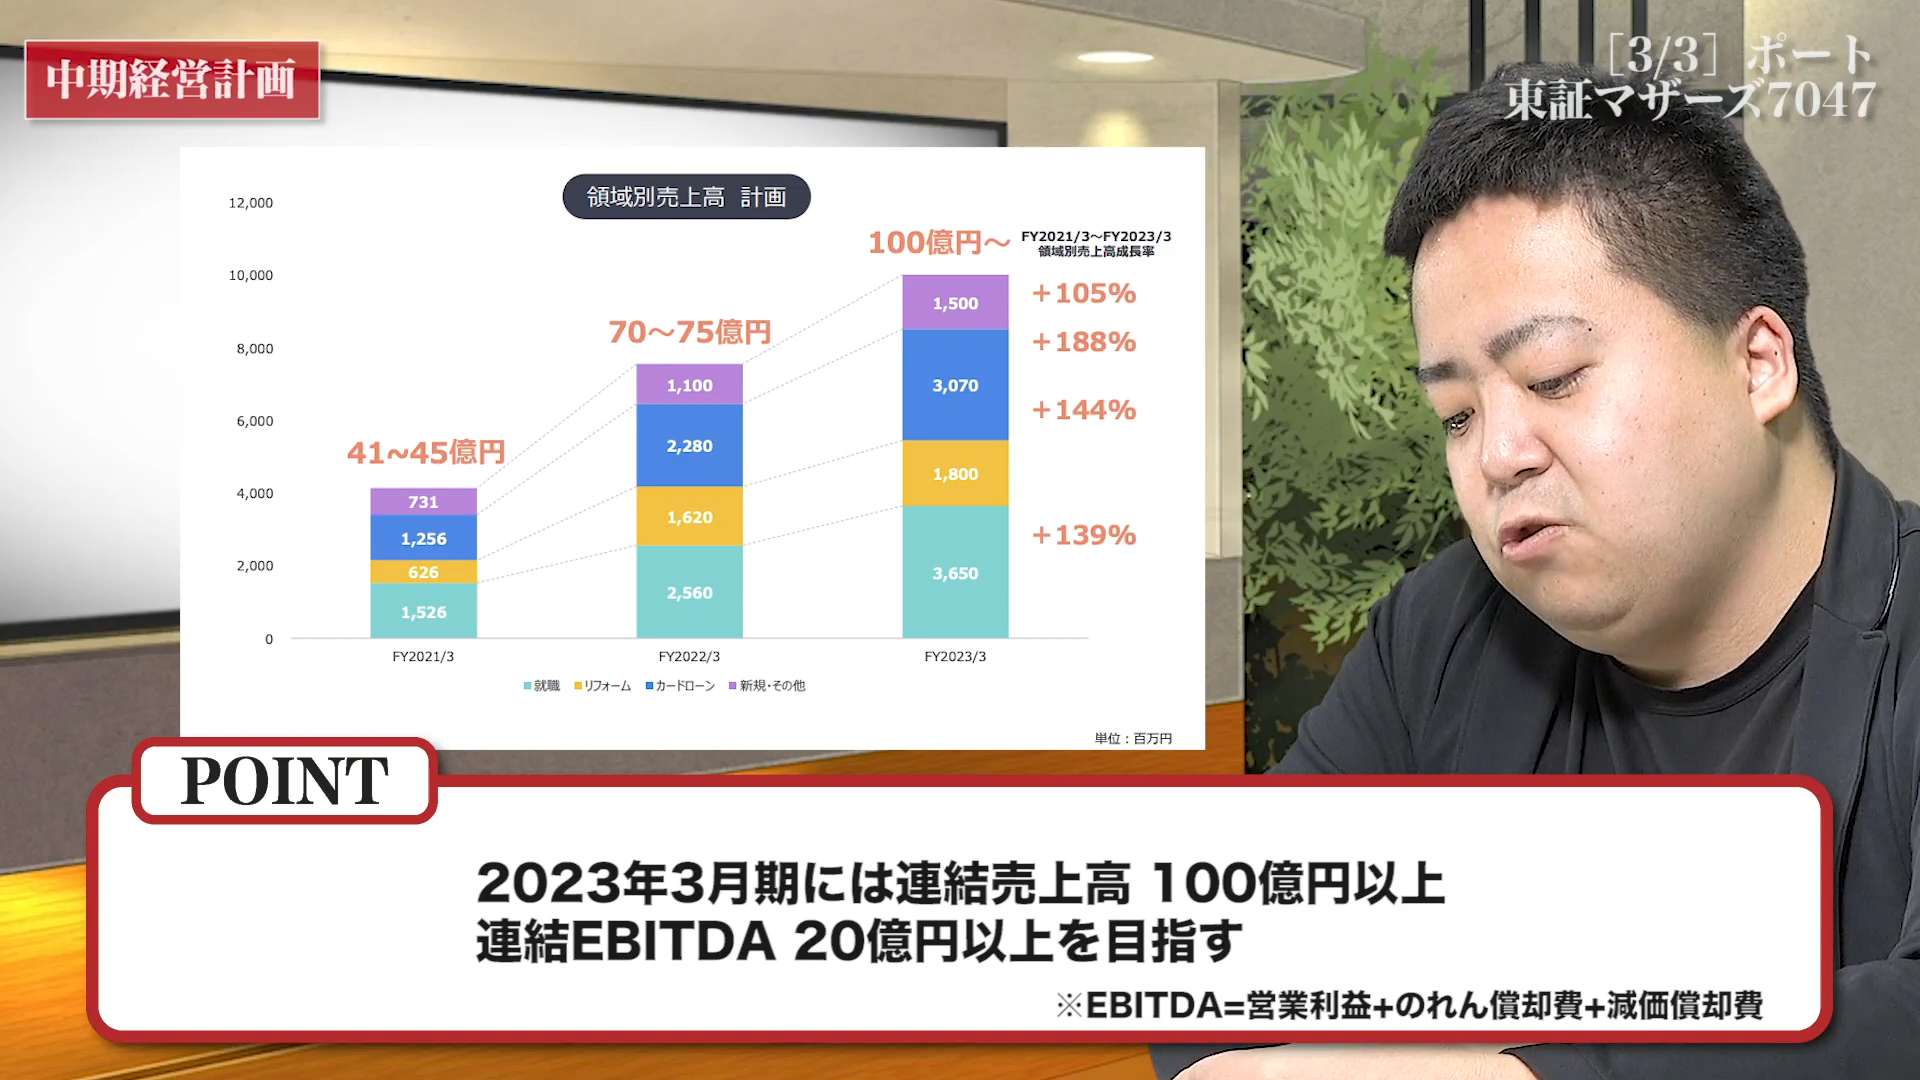 中期経営計画
［3/3］ポート
東証マザーズ7047
領域別売上高　計画
12,000
10,000
8,000
6,000
4,000
2,000
0
41~45億円
731
1,256
626
1,526
70～75億円
1,100
2,280
1,620
2,560
100億円～
1,500
3,070
1,800
3,650
FY2021/3～FY2023/3
領域別売上高成長率
＋105%
＋188%
＋144%
＋139%
FY2021/3
FY2022/3
FY2023/3
就職 リフォーム カードローン 新規・その他
単位：百万円
POINT
2023年3月期には連結売上高 100億円以上
連結EBITDA 20億円以上を目指す
※EBITDA=営業利益+のれん償却費+減価償却費